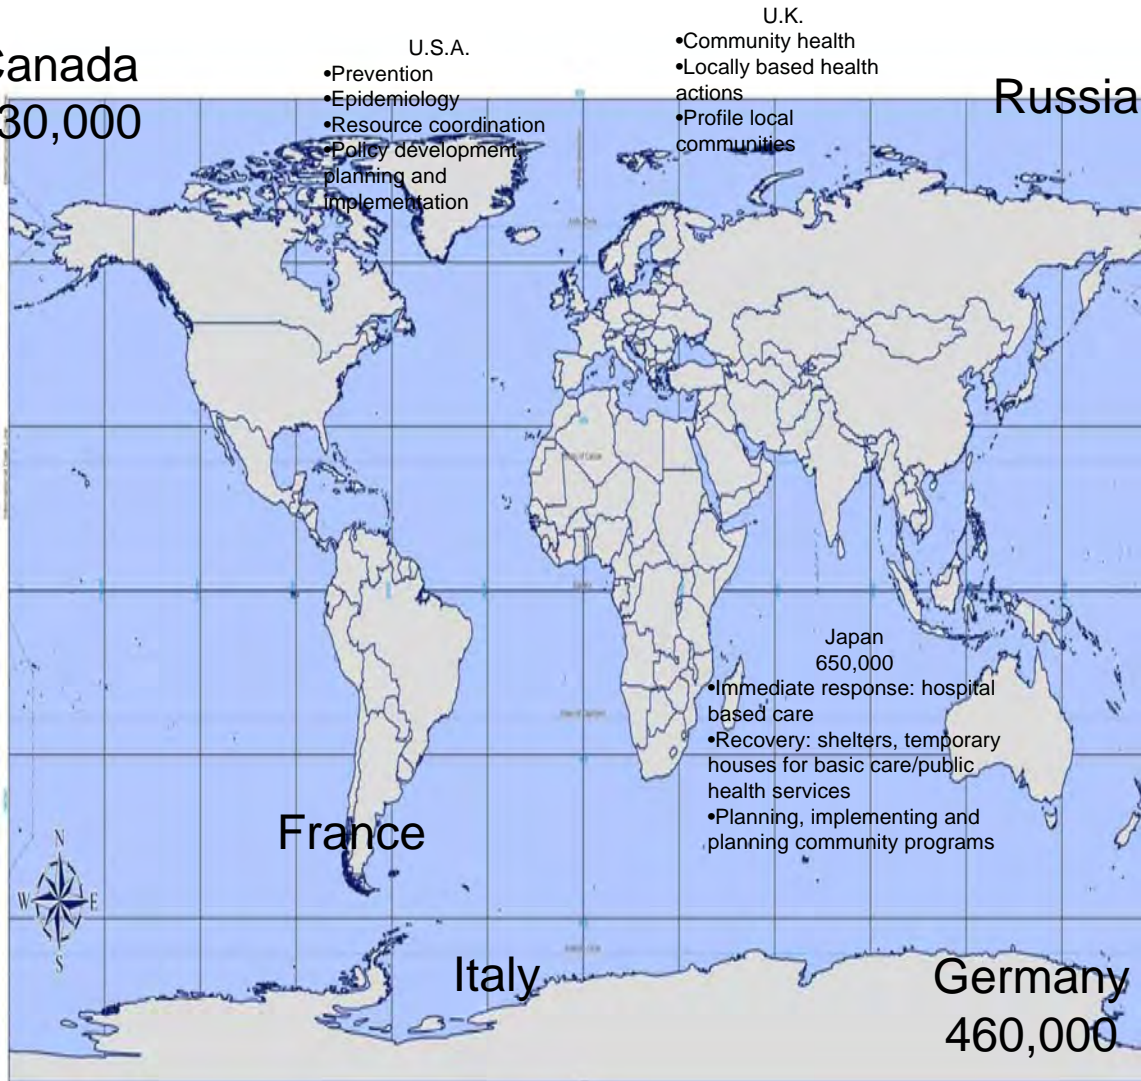 U.K.
•Community health
•Locally based health
actions
•Profile local
communities
U.S.A.
•Prevention
•Epidemiology
•Resource coordination
•Policy development,
planning and
implementation
Canada
30,000
Russia
Japan
650,000
•Immediate response: hospital
based care
•Recovery: shelters, temporary
houses for basic care/public
health services
•Planning, implementing and
planning community programs
France
N
W E
S
Italy
Germany
460,000